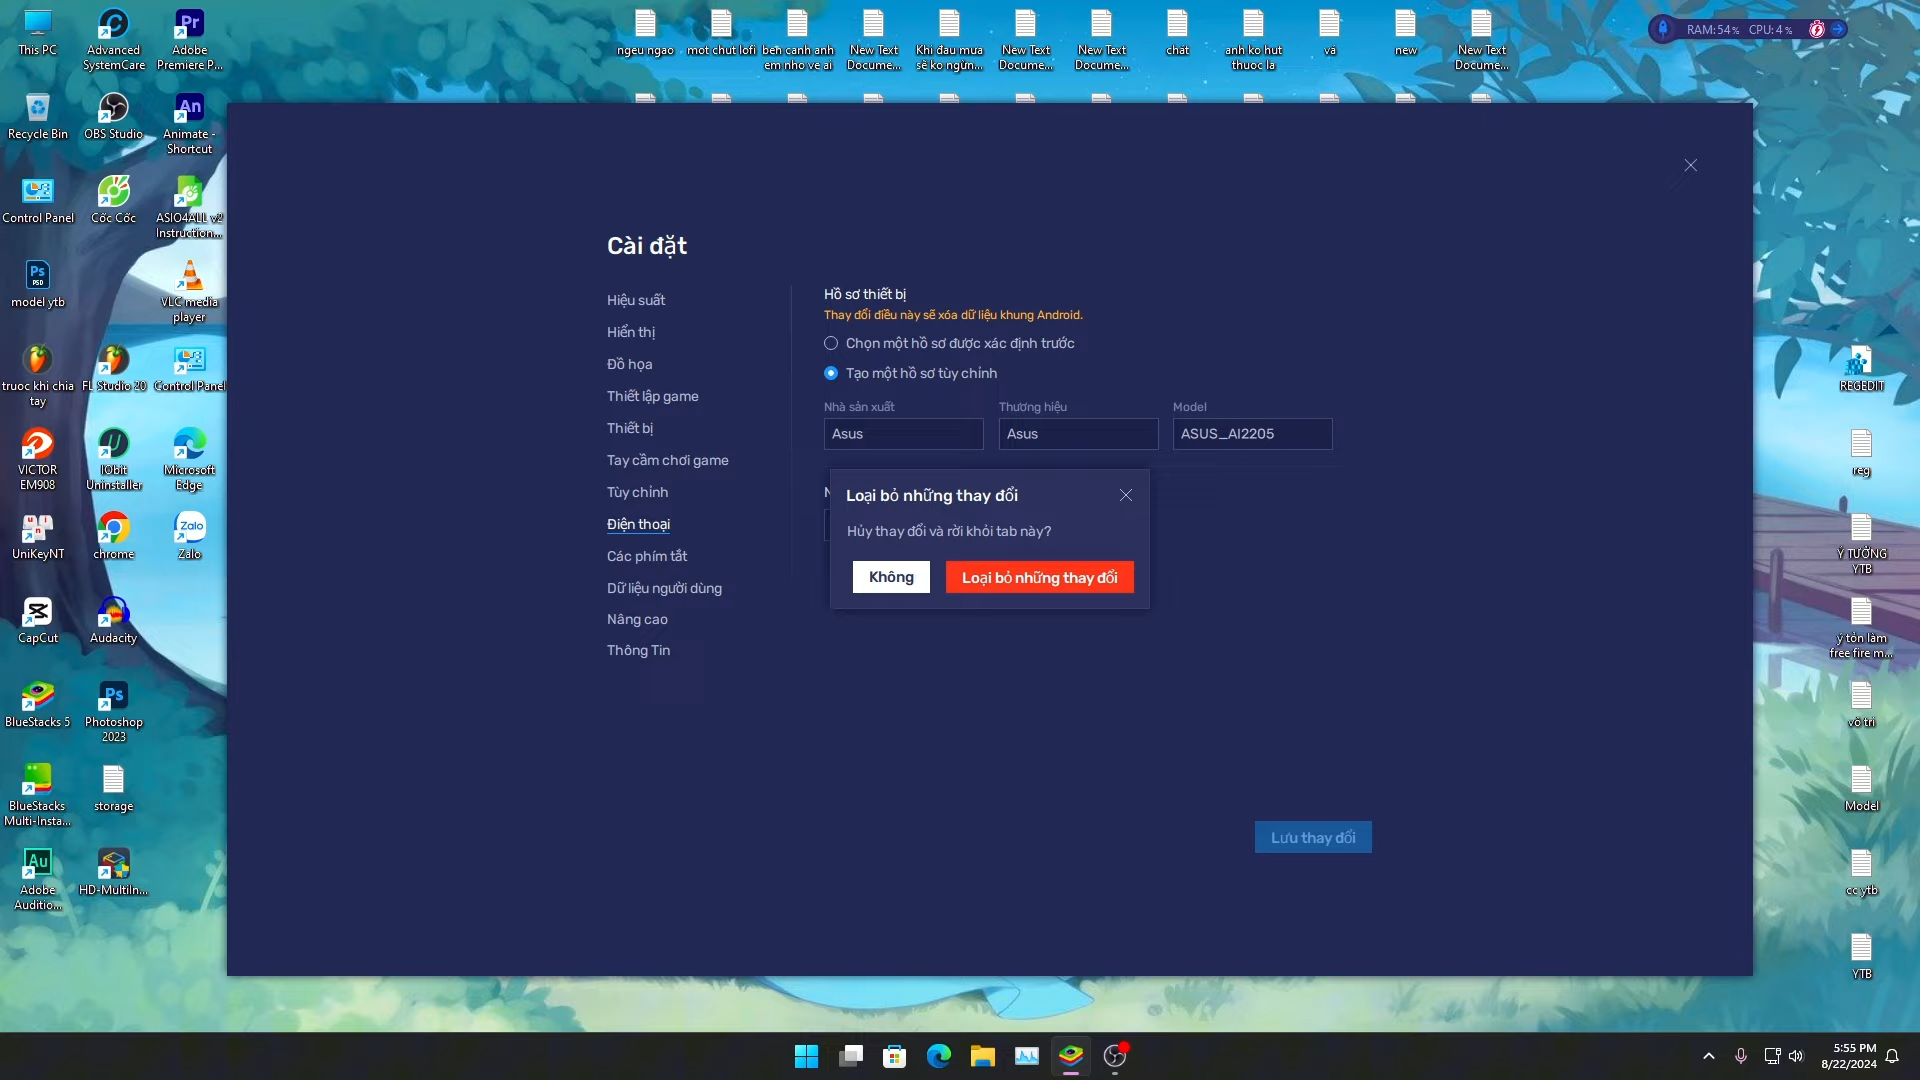 This PC
Advanced
SystemCare
Adobe
Premiere P...
ngeu ngao
mot chut lofi
ben canh anh
em nho ve ai
New Text
Docume...
Khi đau mưa
sẽ ko ngừn...
New Text
Docume...
New Text
Docume...
chat
anh ko hut
thuoc la
va
new
New Text
Docume...
RAM:54%
CPU:4%
Recycle Bin
OBS Studio
Animate -
Shortcut
Control Panel
Cốc Cốc
ASIO4ALL v2
Instruction...
model ytb
VLC media
player
truoc khi chia
tay
FL Studio 20
Control Panel
VICTOR
EM908
IObit
Uninstaller
Microsoft
Edge
UniKeyNT
chrome
Zalo
CapCut
Audacity
BlueStacks 5
Photoshop
2023
BlueStacks
Multi-Insta...
storage
Adobe
Auditio...
HD-MultiIn...
Cài đặt
Hiệu suất
Hiển thị
Đồ họa
Thiết lập game
Thiết bị
Tay cầm chơi game
Tùy chỉnh
Điện thoại
Các phím tắt
Dữ liệu người dùng
Nâng cao
Thông Tin
Hồ sơ thiết bị
Thay đổi điều này sẽ xóa dữ liệu khung Android.
Chọn một hồ sơ được xác định trước
Tạo một hồ sơ tùy chỉnh
Nhà sản xuất
Thương hiệu
Model
Asus
Asus
ASUS_AI2205
Loại bỏ những thay đổi
Hủy thay đổi và rời khỏi tab này?
Không
Loại bỏ những thay đổi
Lưu thay đổi
REGEDIT
reg
Ý TƯỞNG
YTB
ý tỏn làm
free fire m...
vô tri
Model
cc ytb
YTB
5:55 PM
8/22/2024